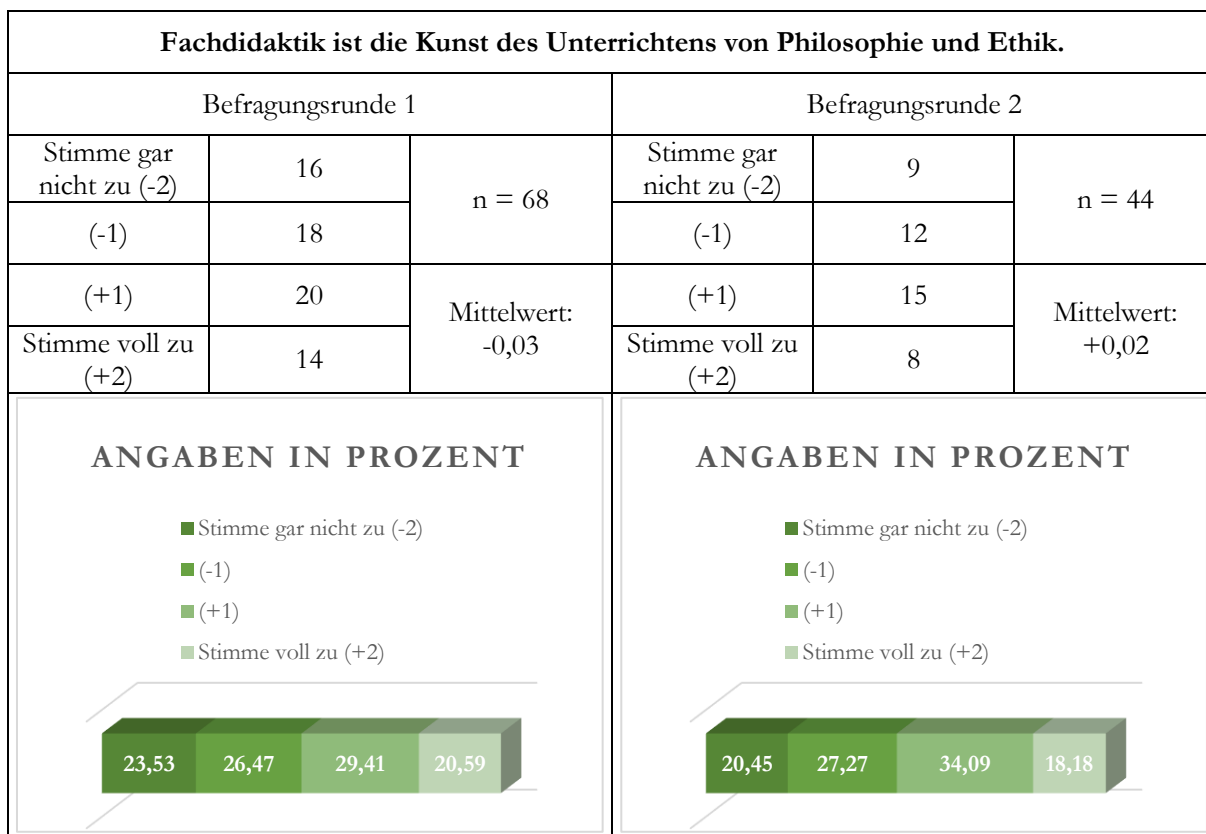 Fachdidaktik ist die Kunst des Unterrichtens von Philosophie und Ethik.
Befragungsrunde 1
Stimme gar
nicht zu (-2)
16
n = 68
(-1)
18
(+1)
20
Mittelwert:
-0,03
Stimme voll zu
(+2)
14
Befragungsrunde 2
Stimme gar
nicht zu (-2)
9
n = 44
(-1)
12
(+1)
15
Mittelwert:
+0,02
Stimme voll zu
(+2)
8
ANGABEN IN PROZENT
Stimme gar nicht zu (-2)
(-1)
(+1)
Stimme voll zu (+2)
23,53 26,47 29,41 20,59
ANGABEN IN PROZENT
Stimme gar nicht zu (-2)
(-1)
(+1)
Stimme voll zu (+2)
20,45 27,27 34,09 18,18